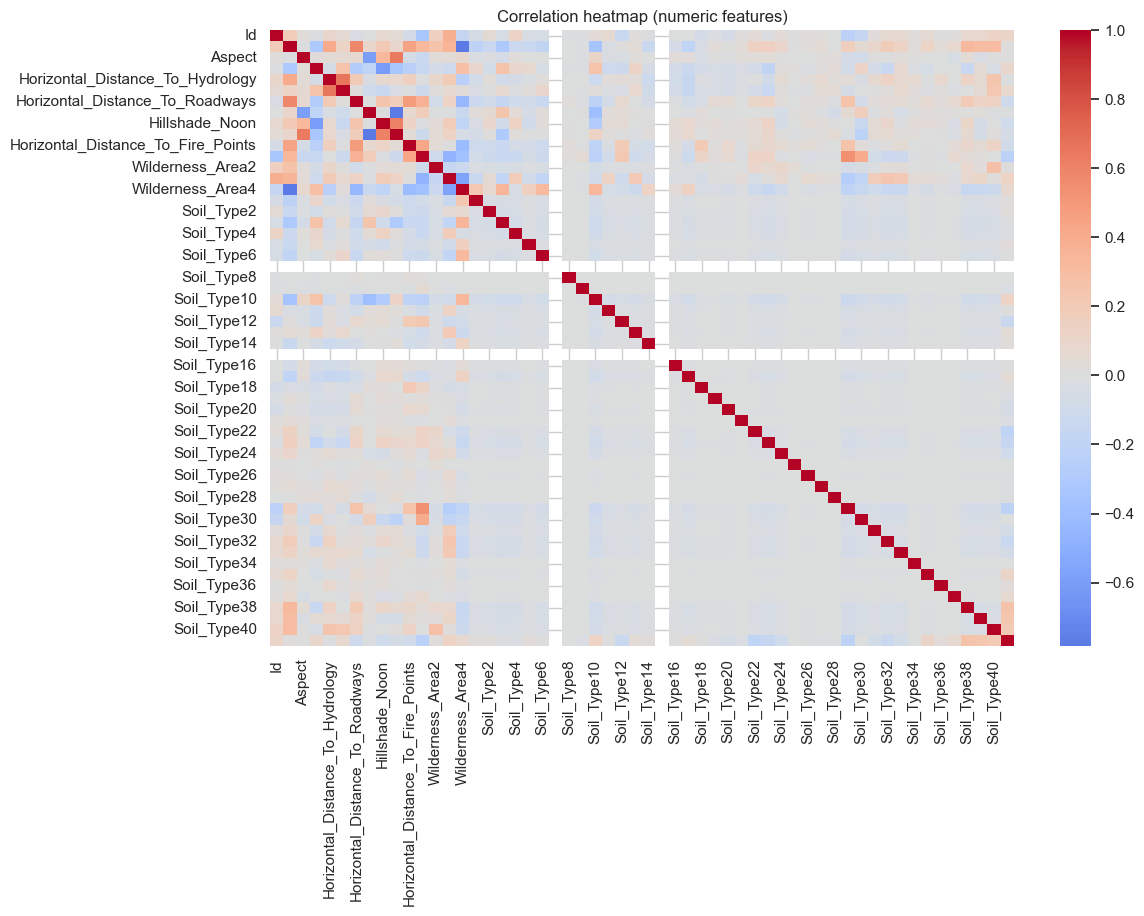 Correlation heatmap (numeric features)
Id
Aspect
Horizontal_Distance_To_Hydrology
Horizontal_Distance_To_Roadways
Hillshade_Noon
Horizontal_Distance_To_Fire_Points
Wilderness_Area2
Wilderness_Area4
Soil_Type2
Soil_Type4
Soil_Type6
Soil_Type8
Soil_Type10
Soil_Type12
Soil_Type14
Soil_Type16
Soil_Type18
Soil_Type20
Soil_Type22
Soil_Type24
Soil_Type26
Soil_Type28
Soil_Type30
Soil_Type32
Soil_Type34
Soil_Type36
Soil_Type38
Soil_Type40
Id
Aspect
Horizontal_Distance_To_Hydrology
Horizontal_Distance_To_Roadways
Hillshade_Noon
Horizontal_Distance_To_Fire_Points
Wilderness_Area2
Wilderness_Area4
Soil_Type2
Soil_Type4
Soil_Type6
Soil_Type8
Soil_Type10
Soil_Type12
Soil_Type14
Soil_Type16
Soil_Type18
Soil_Type20
Soil_Type22
Soil_Type24
Soil_Type26
Soil_Type28
Soil_Type30
Soil_Type32
Soil_Type34
Soil_Type36
Soil_Type38
Soil_Type40
1.0
0.8
0.6
0.4
0.2
0.0
−0.2
−0.4
−0.6